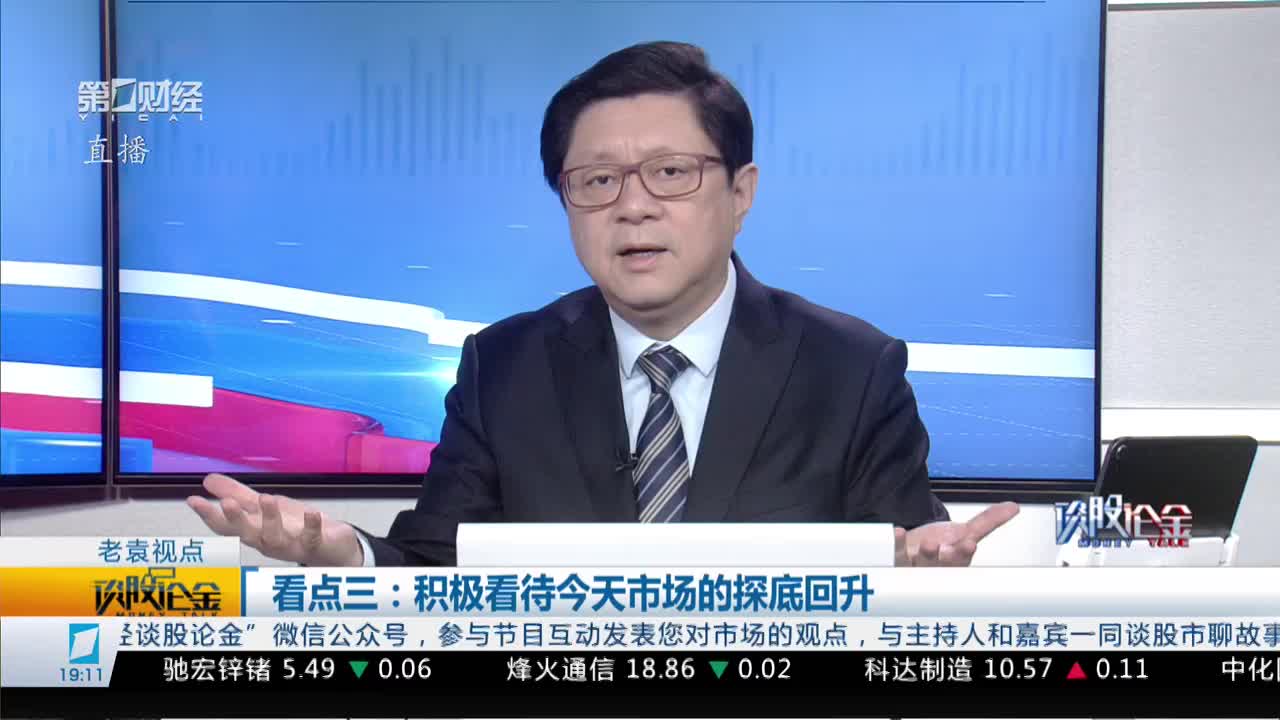 第一财经
YICAI
直播
谈股论金
MONEY TALK
老袁视点
谈股论金
MONEY TALK
看点三：积极看待今天市场的探底回升
经谈股论金”微信公众号，参与节目互动发表您对市场的观点，与主持人和嘉宾一同谈股市聊故事
19:11
驰宏锌锗 5.49 ▼ 0.06 烽火通信 18.86 ▼ 0.02 科达制造 10.57 ▲ 0.11 中化